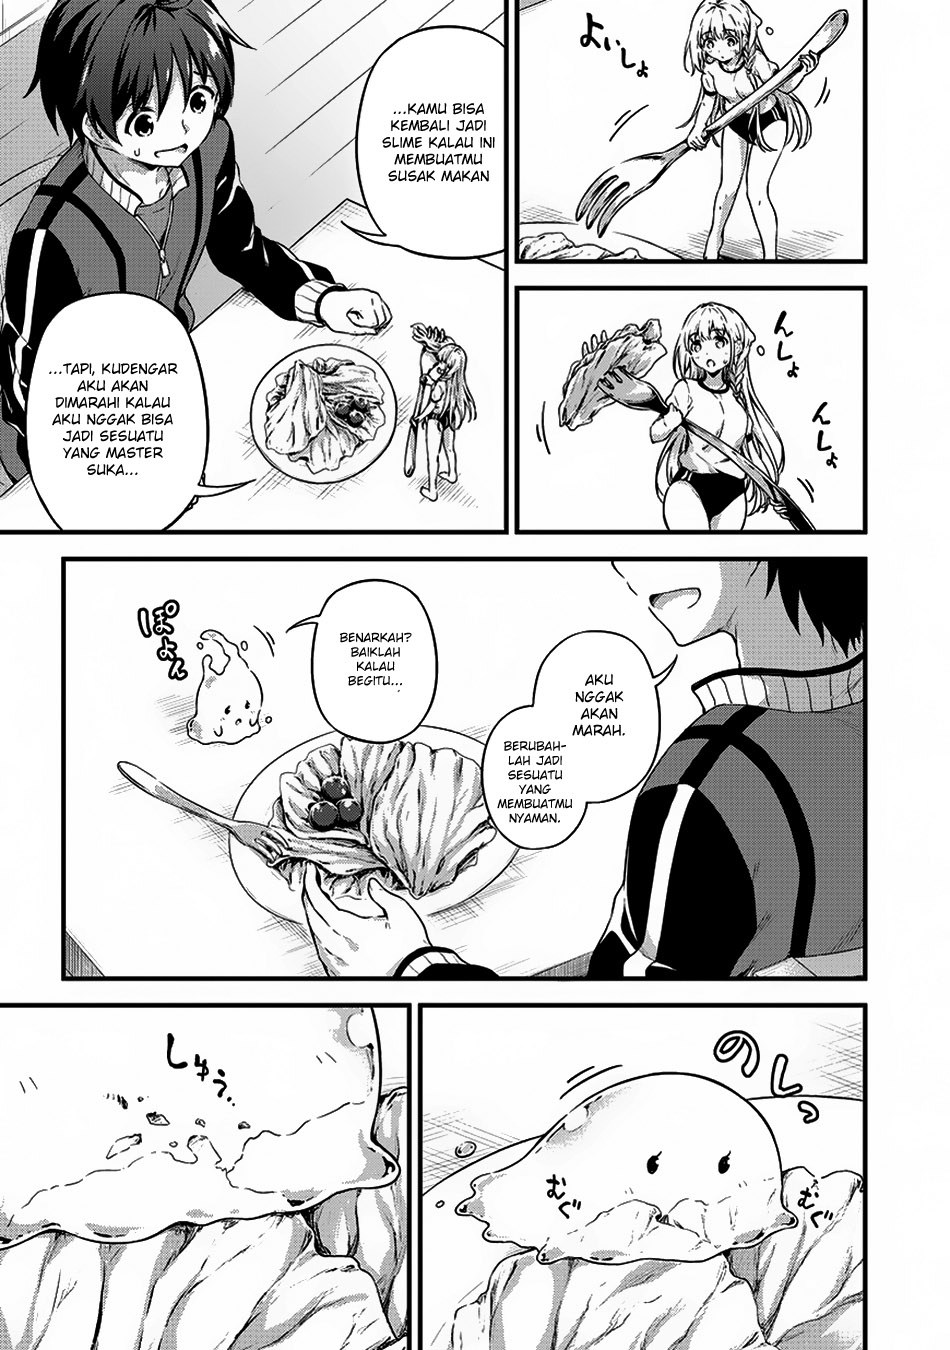 よいしょ
んしょ
んしょ
...KAMU BISA
KEMBALI JADI
SLIME KALAU INI
MEMBUATMU
SUSAK MAKAN
...TAPI, KUDENGAR
AKU AKAN
DIMARAHI KALAU
AKU NGGAK BISA
JADI SESUATU
YANG MASTER
SUKA...
AKU
NGGAK
AKAN
MARAH.
BERUBAH-
LAH JADI
SESUATU
YANG
MEMBUATMU
NYAMAN.
BENARKAH?
BAIKLAH
KALAU
BEGITU...
ぽよん
のしっ
むぐ
むぐ
しゅう..